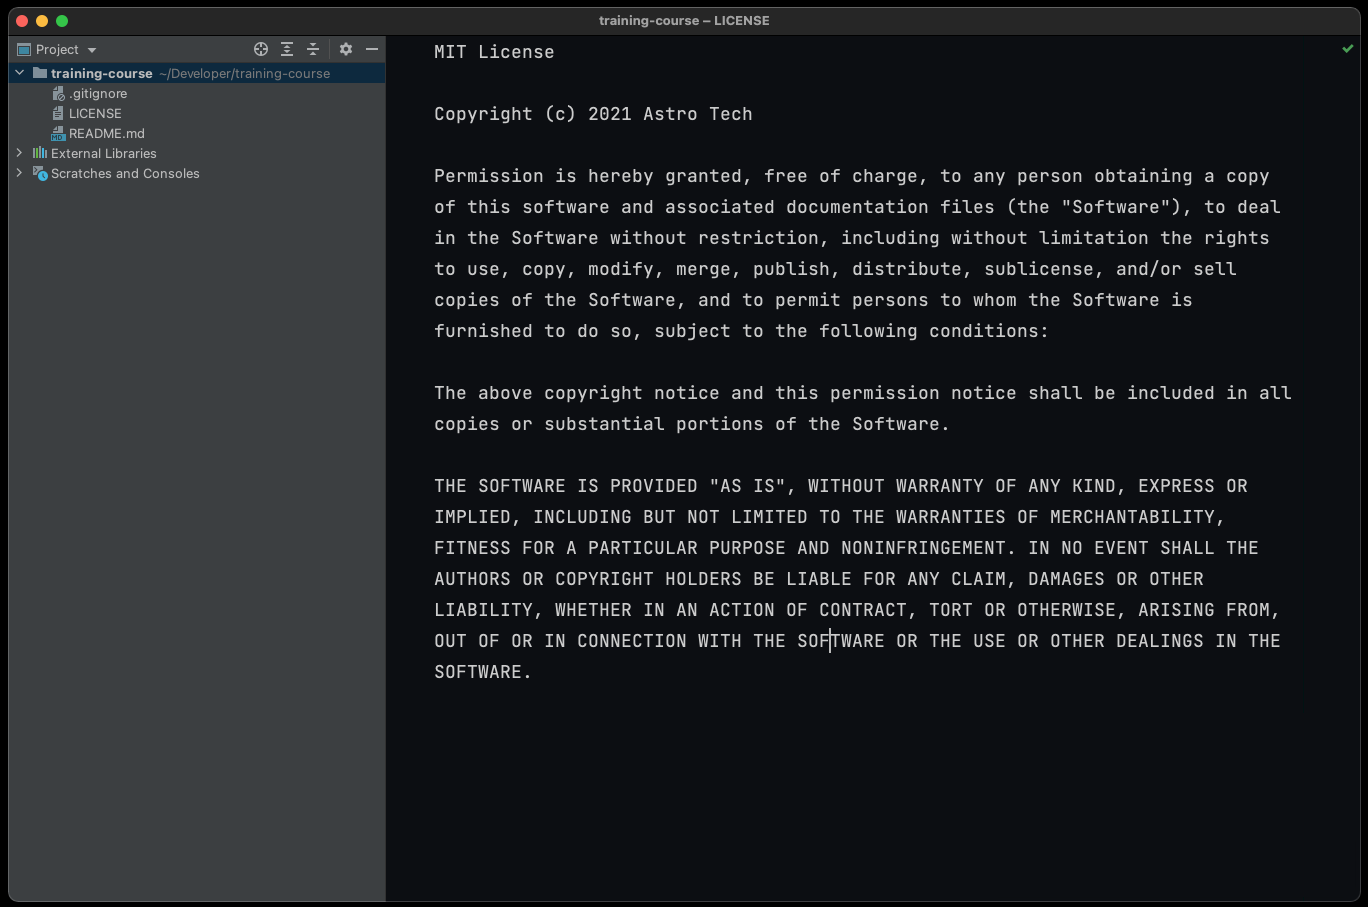 training-course – LICENSE
Project
training-course ~/Developer/training-course
.gitignore
LICENSE
MD README.md
External Libraries
Scratches and Consoles
MIT License
Copyright (c) 2021 Astro Tech
Permission is hereby granted, free of charge, to any person obtaining a copy
of this software and associated documentation files (the "Software"), to deal
in the Software without restriction, including without limitation the rights
to use, copy, modify, merge, publish, distribute, sublicense, and/or sell
copies of the Software, and to permit persons to whom the Software is
furnished to do so, subject to the following conditions:
The above copyright notice and this permission notice shall be included in all
copies or substantial portions of the Software.
THE SOFTWARE IS PROVIDED "AS IS", WITHOUT WARRANTY OF ANY KIND, EXPRESS OR
IMPLIED, INCLUDING BUT NOT LIMITED TO THE WARRANTIES OF MERCHANTABILITY,
FITNESS FOR A PARTICULAR PURPOSE AND NONINFRINGEMENT. IN NO EVENT SHALL THE
AUTHORS OR COPYRIGHT HOLDERS BE LIABLE FOR ANY CLAIM, DAMAGES OR OTHER
LIABILITY, WHETHER IN AN ACTION OF CONTRACT, TORT OR OTHERWISE, ARISING FROM,
OUT OF OR IN CONNECTION WITH THE SOFTWARE OR THE USE OR OTHER DEALINGS IN THE
SOFTWARE.